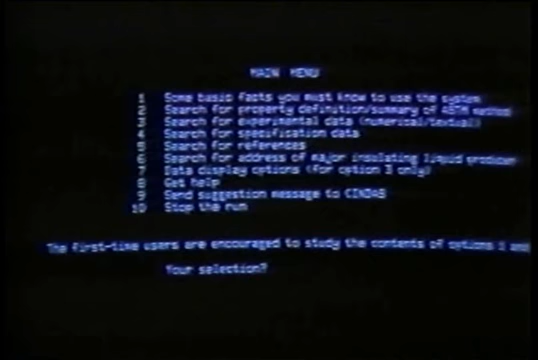 MAIN MENU
1 Some basic facts you must know to use the system
2 Search for property definition/summary of ASTM method
3 Search for experimental data (numerical/textual)
4 Search for specification data
5 Search for references
6 Search for address of major insulating liquid producer
7 Data display options (for option 3 only)
8 Get help
9 Send suggestion message to CINDAS
10 Stop the run
The first-time users are encouraged to study the contents of options 1 and
Your selection?